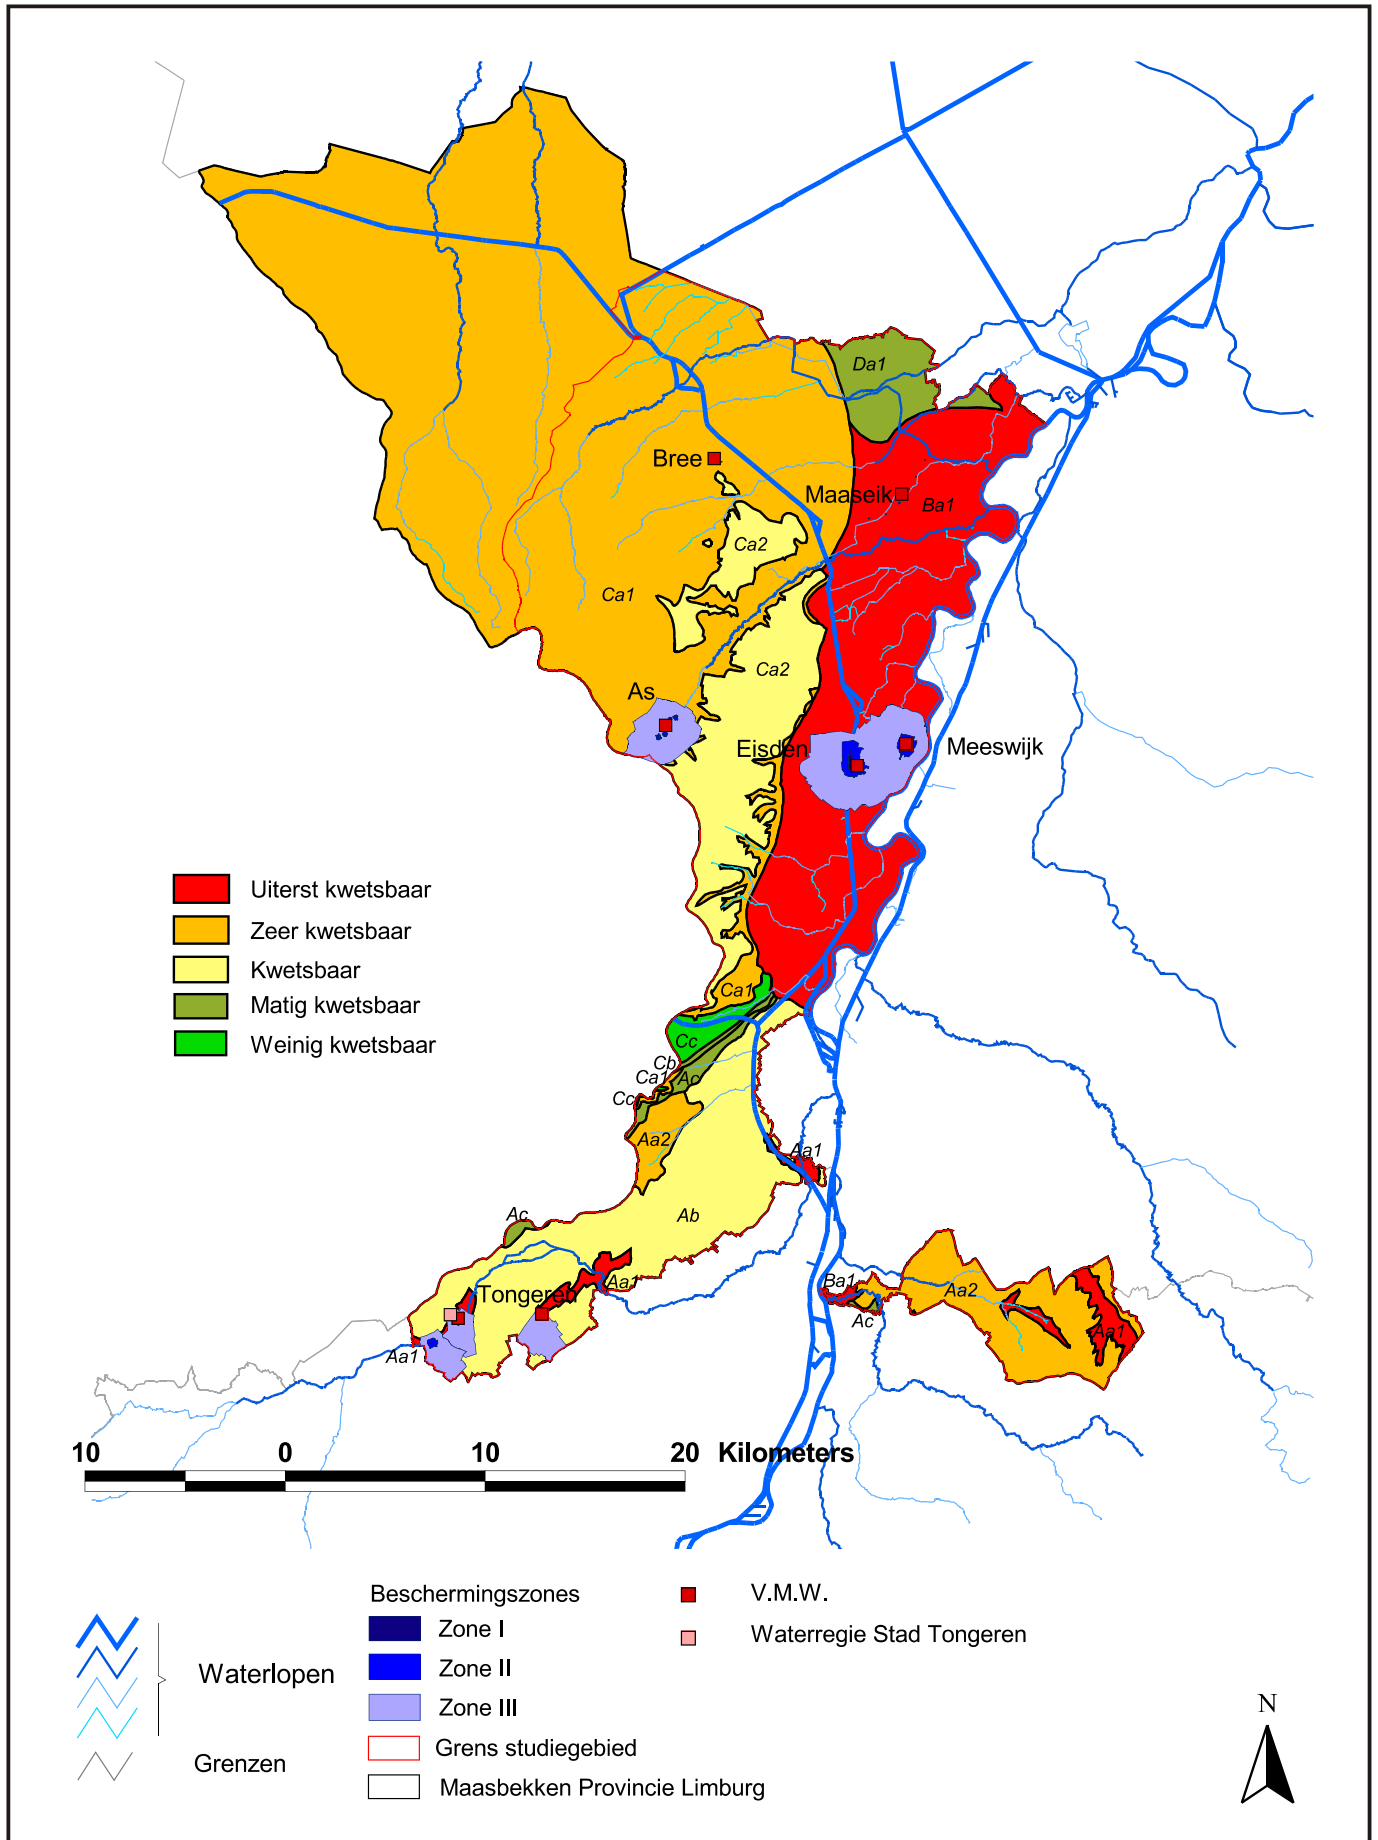 Da1
Bree
Maaseik
Ba1
Ca2
Ca1
Ca2
As
Eisden
Meeswijk
Uiterst kwetsbaar
Zeer kwetsbaar
Kwetsbaar
Matig kwetsbaar
Weinig kwetsbaar
Ca1
Cc
Cb
Ca1
Ac
Cc
Aa2
Aa1
Ab
Ac
Aa1
Tongeren
Ba1
Aa2
Ac
Aa1
Aa1
10 0 10 20 Kilometers
Beschermingszones
Zone I
Zone II
Zone III
Grens studiegebied
Maasbekken Provincie Limburg
V.M.W.
Waterregie Stad Tongeren
Waterlopen
Grenzen
N